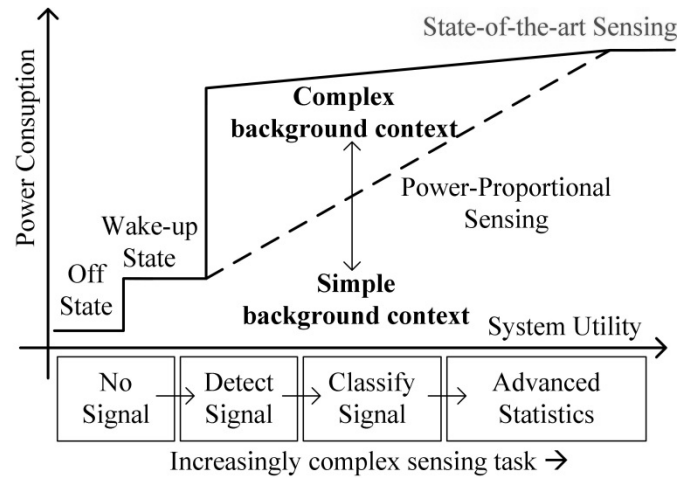 State-of-the-art Sensing
Complex
background context
Power-Proportional
Sensing
Wake-up
State
Off
State
Simple
background context
Power Consuption
System Utility
No
Signal
Detect
Signal
Classify
Signal
Advanced
Statistics
Increasingly complex sensing task →